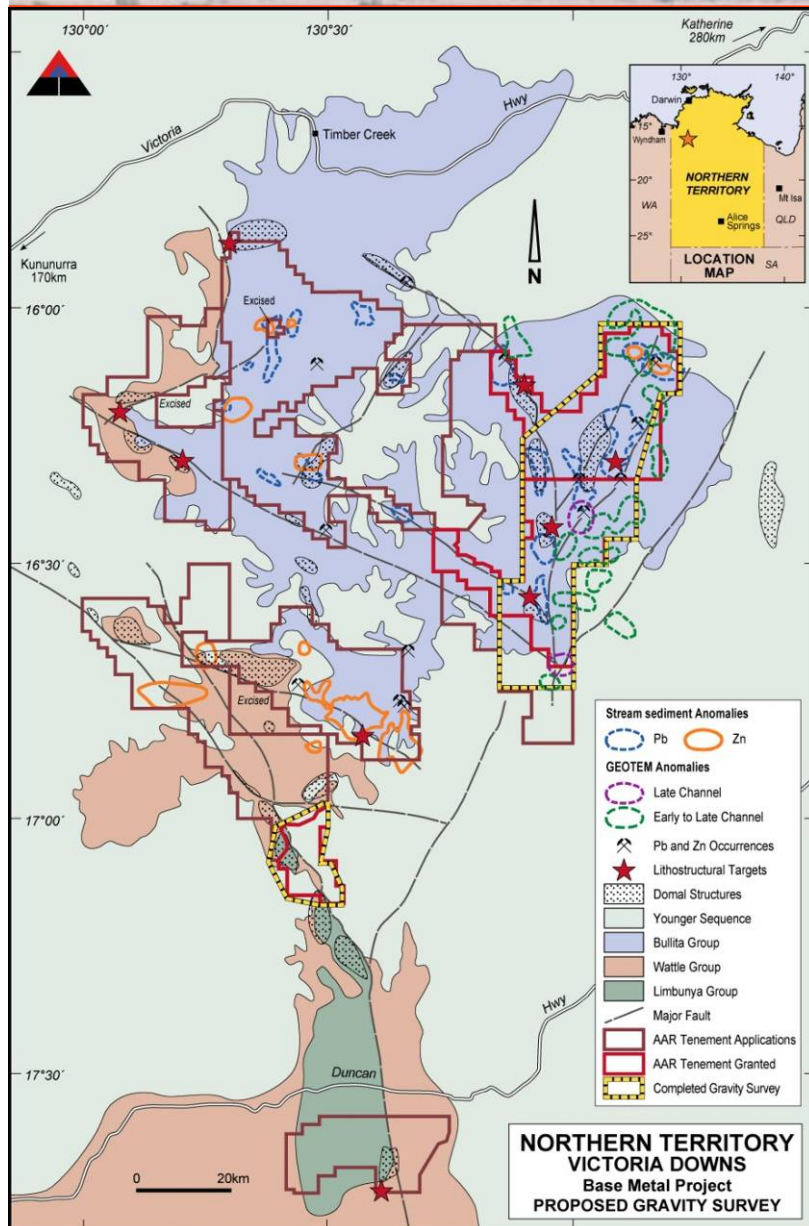 130°00´
130°30´
Katherine
280km
Victoria
Hwy
Timber Creek
Kununurra
170km
N
130°
140°
Darwin
15°
Wyndham
NORTHERN
TERRITORY
20°
Mt Isa
WA
QLD
Alice
Springs
25°
LOCATION
MAP
SA
16°00´
Excised
Excised
16°30´
Excised
17°00´
17°30´
Duncan
Hwy
0
20km
Stream sediment Anomalies
Pb
Zn
GEOTEM Anomalies
Late Channel
Early to Late Channel
Pb and Zn Occurrences
Lithostructural Targets
Domal Structures
Younger Sequence
Bullita Group
Wattle Group
Limbunya Group
Major Fault
AAR Tenement Applications
AAR Tenement Granted
Completed Gravity Survey
NORTHERN TERRITORY
VICTORIA DOWNS
Base Metal Project
PROPOSED GRAVITY SURVEY